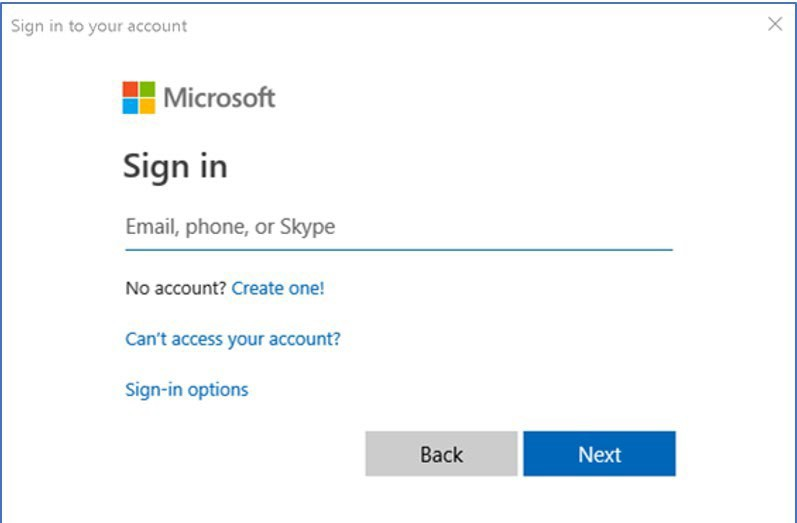 Sign in to your account
Microsoft
Sign in
Email, phone, or Skype
No account? Create one!
Can't access your account?
Sign-in options
Back Next